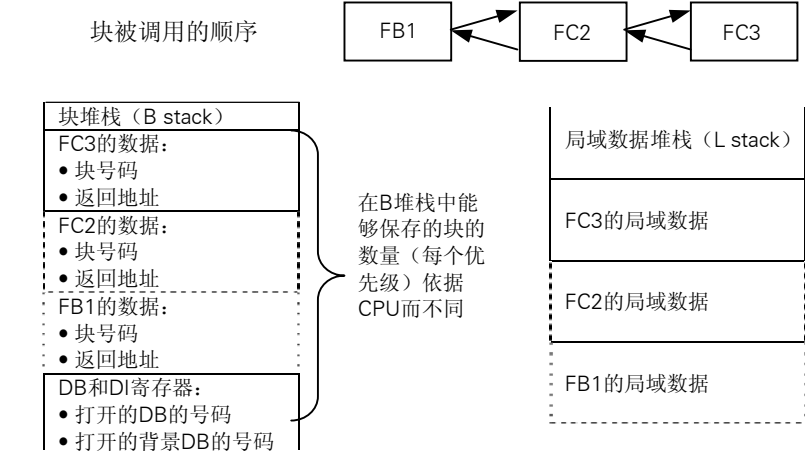 块被调用的顺序
FB1
FC2
FC3
块堆栈（B stack）
FC3的数据：
• 块号码
• 返回地址
FC2的数据：
• 块号码
• 返回地址
FB1的数据：
• 块号码
• 返回地址
DB和DI寄存器：
• 打开的DB的号码
• 打开的背景DB的号码
在B堆栈中能
够保存的块的
数量（每个优
先级）依据
CPU而不同
局域数据堆栈（L stack）
FC3的局域数据
FC2的局域数据
FB1的局域数据